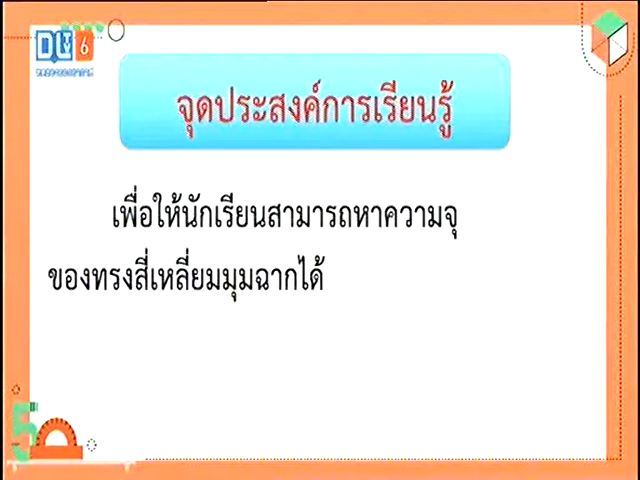 DLTV 6
จุดประสงค์การเรียนรู้
เพื่อให้นักเรียนสามารถหาความจุ
ของทรงสี่เหลี่ยมมุมฉากได้
5